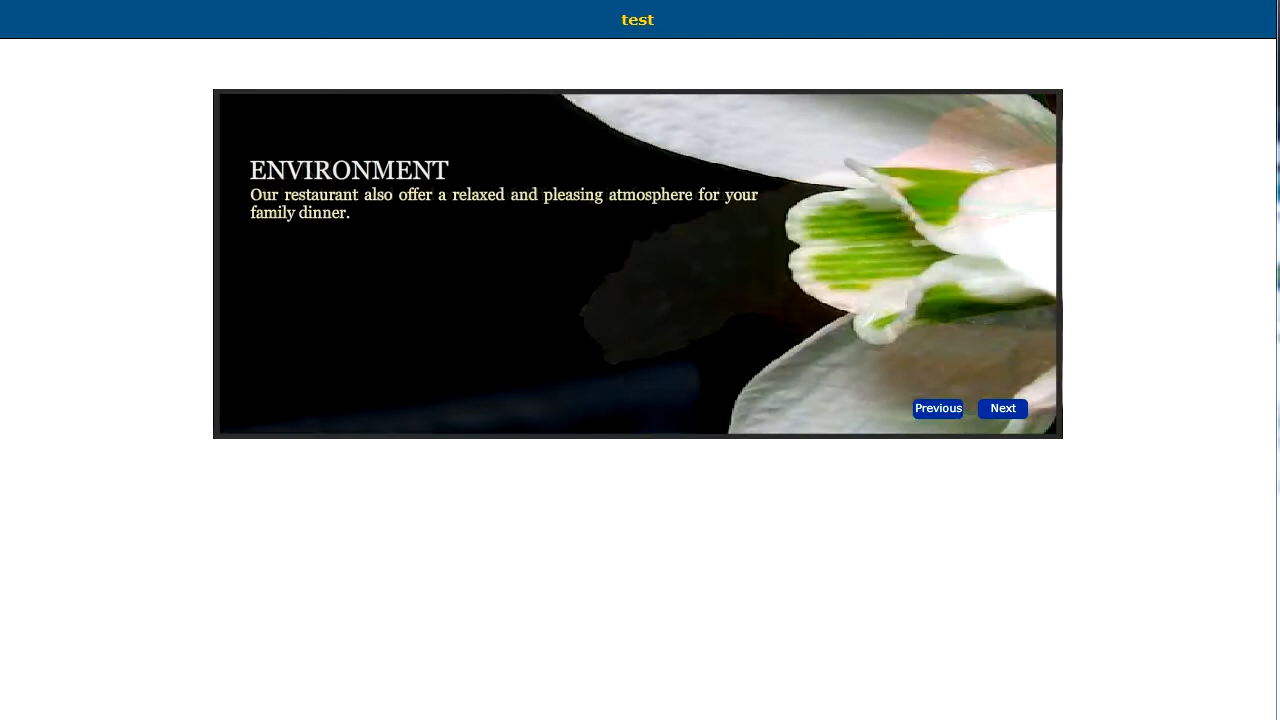 test
ENVIRONMENT
Our restaurant also offer a relaxed and pleasing atmosphere for your
family dinner.
Previous
Next